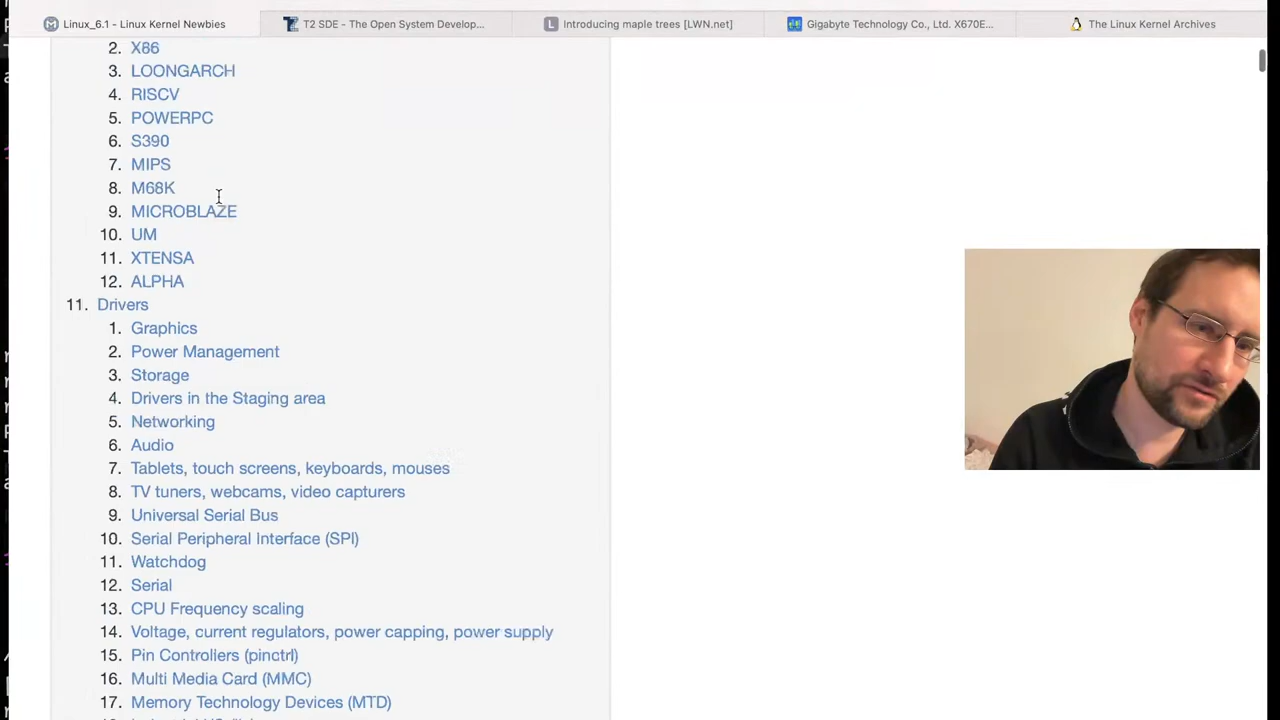 Linux_6.1 - Linux Kernel Newbies
T2 SDE - The Open System Develop...
L Introducing maple trees [LWN.net]
Gigabyte Technology Co., Ltd. X670E...
The Linux Kernel Archives
2. X86
3. LOONGARCH
4. RISCV
5. POWERPC
6. S390
7. MIPS
8. M68K
9. MICROBLAZE
10. UM
11. XTENSA
12. ALPHA
11. Drivers
1. Graphics
2. Power Management
3. Storage
4. Drivers in the Staging area
5. Networking
6. Audio
7. Tablets, touch screens, keyboards, mouses
8. TV tuners, webcams, video capturers
9. Universal Serial Bus
10. Serial Peripheral Interface (SPI)
11. Watchdog
12. Serial
13. CPU Frequency scaling
14. Voltage, current regulators, power capping, power supply
15. Pin Controllers (pinctrl)
16. Multi Media Card (MMC)
17. Memory Technology Devices (MTD)